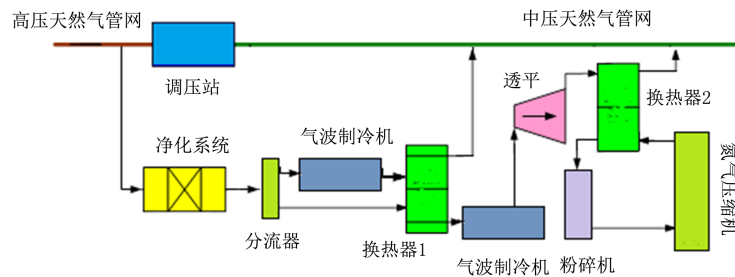 高压天然气管网
中压天然气管网
调压站
透平
换热器2
净化系统
气波制冷机
氮气压缩机
分流器
换热器1
气波制冷机
粉碎机